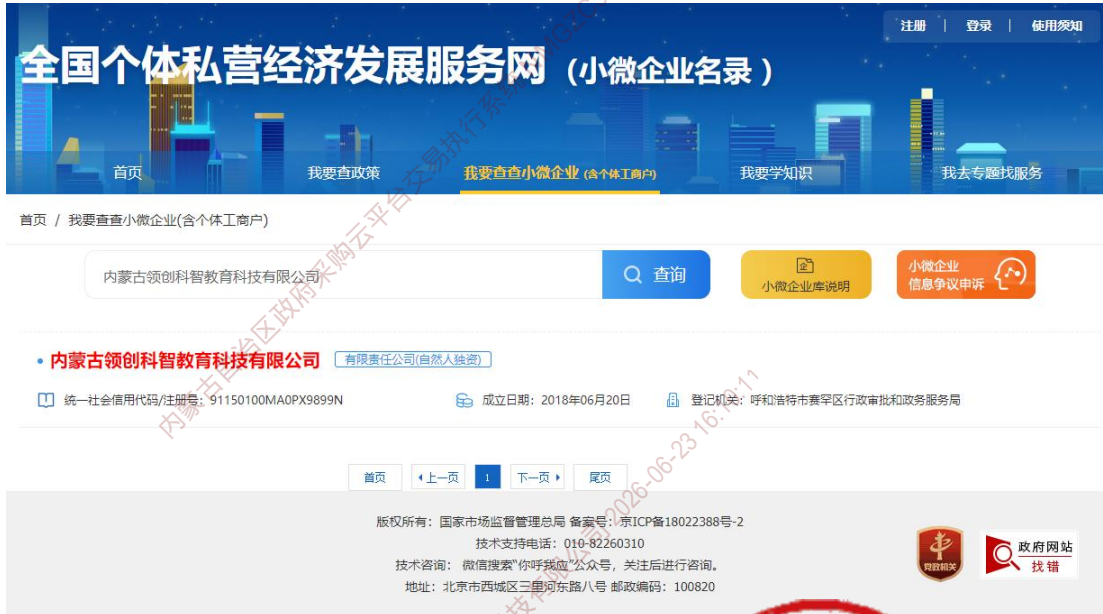 注册 | 登录 | 使用须知
全国个体私营经济发展服务网（小微企业名录）
首页 我要查政策 我要查查小微企业(含个体工商户) 我要学知识 我去专题找服务
首页 / 我要查查小微企业(含个体工商户)
内蒙古领创科智教育科技有限公司 查询 小微企业库说明 小微企业
信息争议申诉
内蒙古领创科智教育科技有限公司 有限责任公司(自然人独资)
统一社会信用代码/注册号：91150100MA0PX9899N 成立日期：2018年06月20日 登记机关：呼和浩特市赛罕区行政审批和政务服务局
首页 上一页 1 下一页 尾页
版权所有：国家市场监督管理总局 备案号：京ICP备18022388号-2
技术支持电话：010-82260310
技术咨询： 微信搜索“你呼我应”公众号，关注后进行咨询。
地址：北京市西城区三里河东路八号 邮政编码：100820
党政机关
政府网站
找错
内蒙古自治区政府采购云平台交易执行系统
技有限公司 2026-06-23 16:19:11